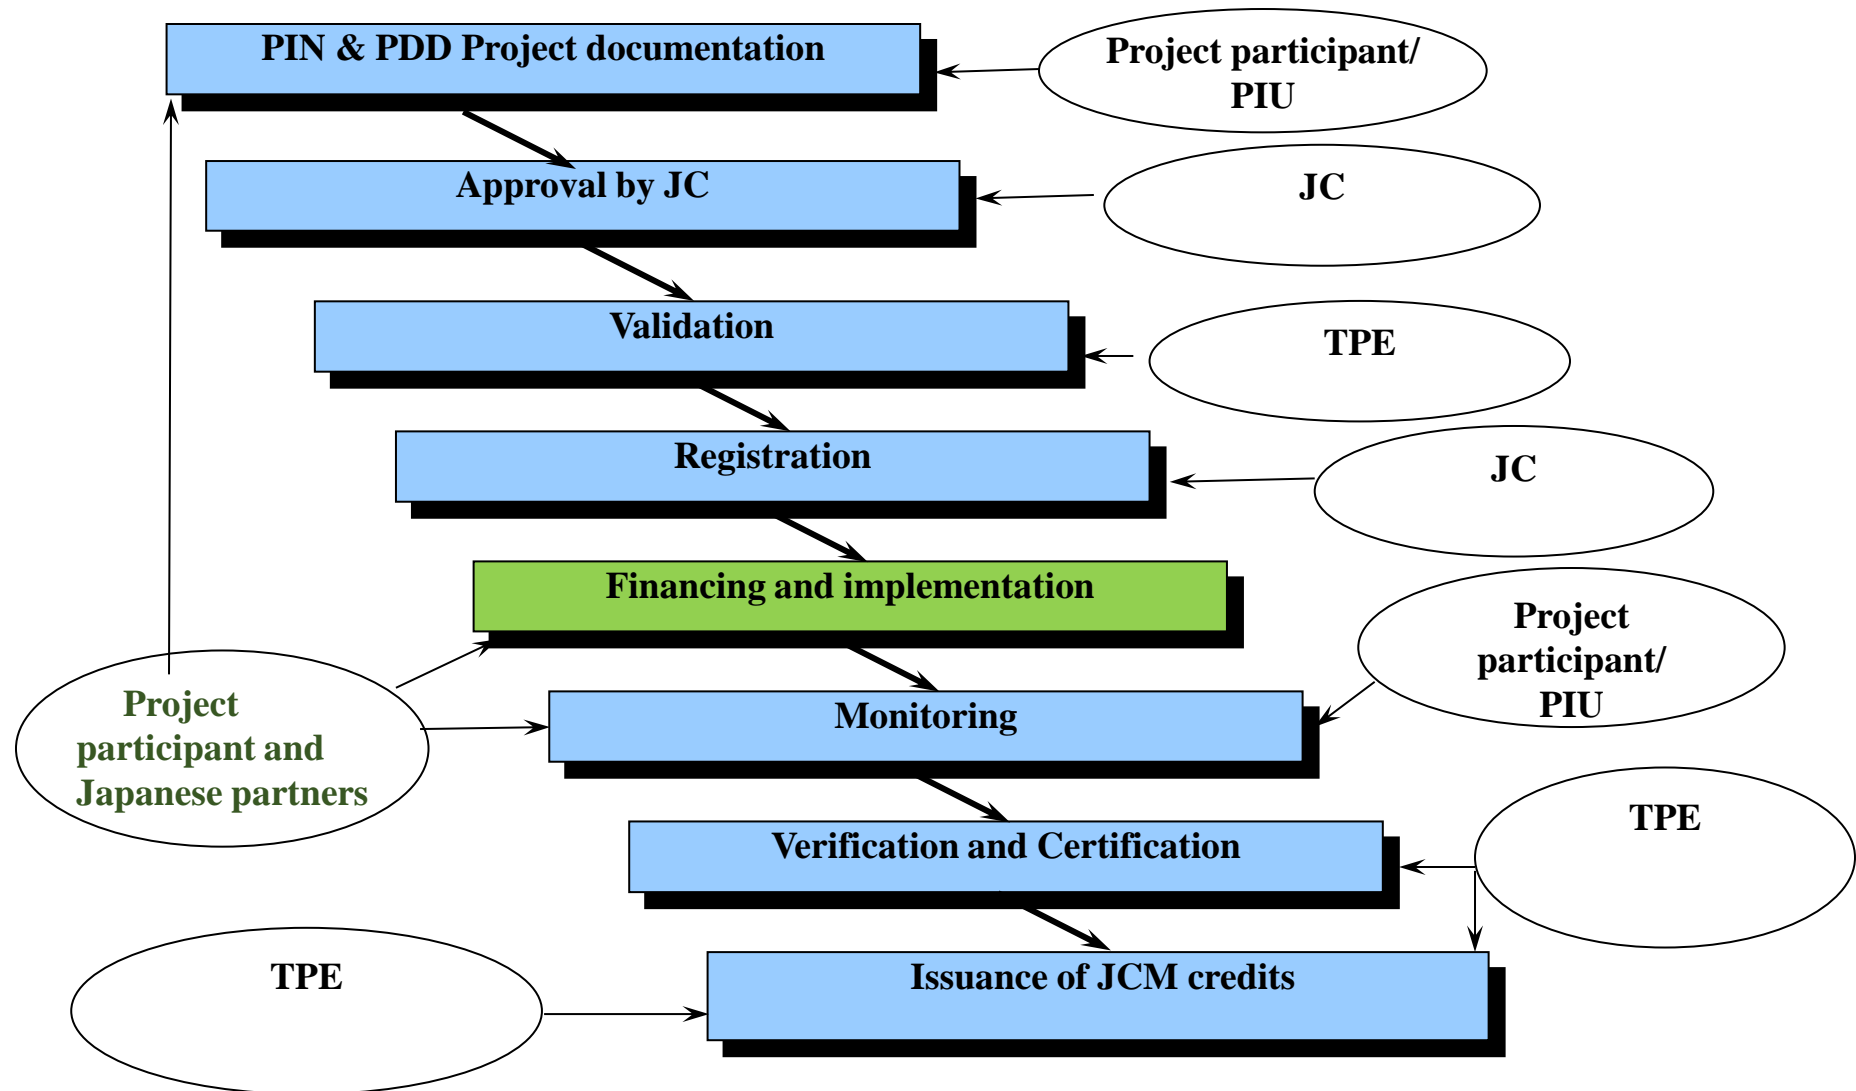 PIN & PDD Project documentation
Project participant/
PIU
Approval by JC
JC
Validation
TPE
Registration
JC
Financing and implementation
Project
participant/
PIU
Project
participant and
Japanese partners
Monitoring
TPE
Verification and Certification
TPE
Issuance of JCM credits